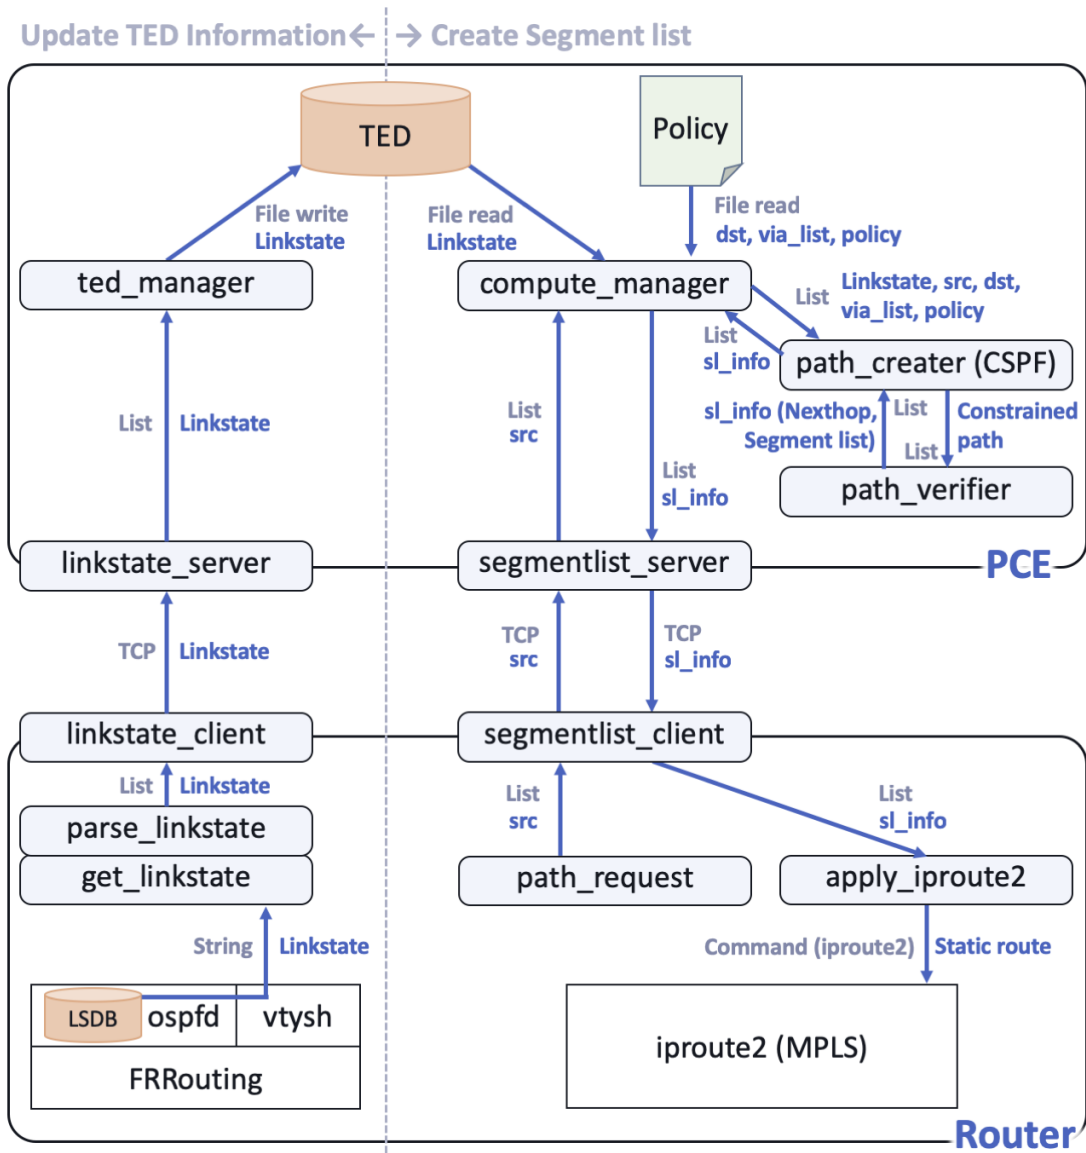 Update TED Information ← → Create Segment list
TED
Policy
File write
Linkstate
File read
Linkstate
File read
dst, via_list, policy
ted_manager
compute_manager
List
Linkstate, src, dst,
via_list, policy
List
sl_info
path_creater (CSPF)
List Linkstate
List
src
List
sl_info
sl_info (Nexthop,
Segment list)
List
List
Constrained
path
path_verifier
linkstate_server
segmentlist_server
PCE
TCP Linkstate
TCP
src
TCP
sl_info
linkstate_client
segmentlist_client
List Linkstate
List
src
List
sl_info
parse_linkstate
get_linkstate
path_request
apply_iproute2
String Linkstate
Command (iproute2) Static route
LSDB ospfd vtysh
FRRouting
iproute2 (MPLS)
Router